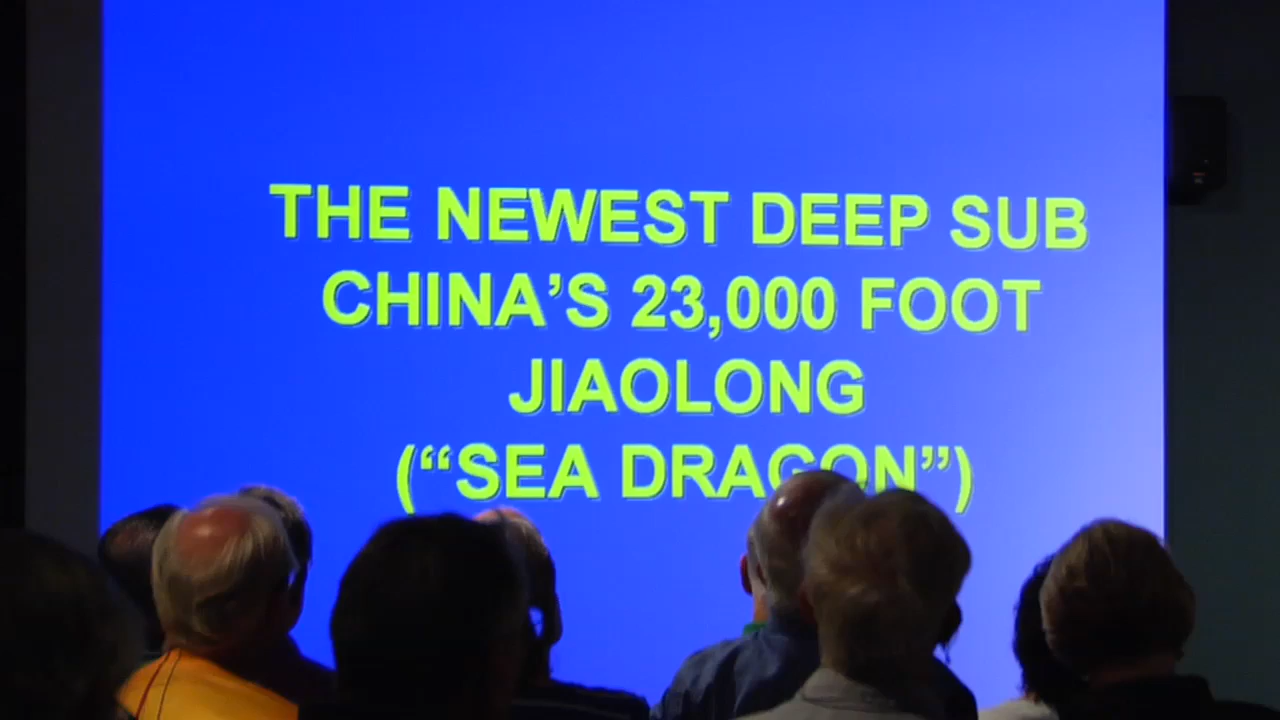 THE NEWEST DEEP SUB
CHINA’S 23,000 FOOT
JIAOLONG
(“SEA DRAGON”)